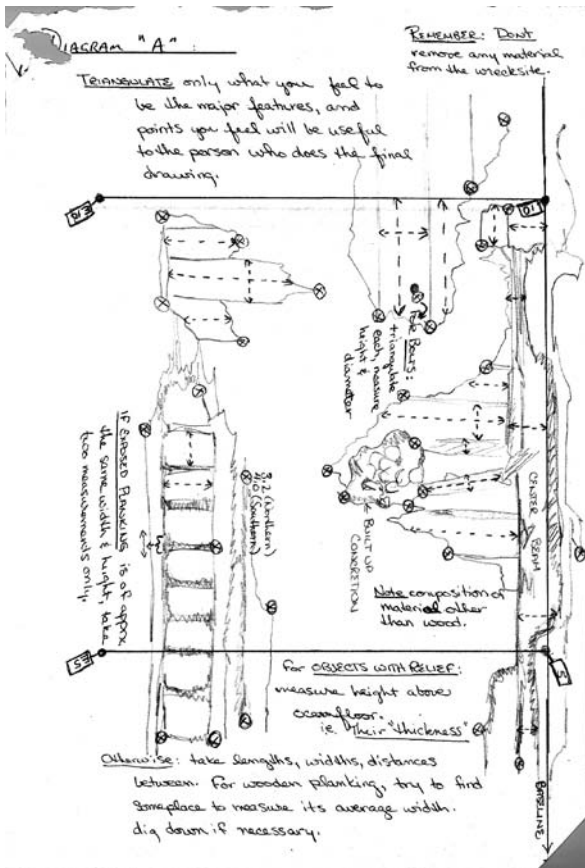 DIAGRAM "A":
REMEMBER: DONT
remove any material
from the wrecksite.
TRIANGULATE only what you feel to
be the major features, and
points you feel will be useful
to the person who does the final
drawing.
10
FOR BOLTS:
triangulate
each, measure
height &
diameter
IF EXPOSED PLANKING is of approx
the same width & height, take
two measurements only.
(Northern)
(Southern)
BUILT UP
CONCRETION
CENTER BEAM
Note composition of
material other
than wood.
5
For OBJECTS WITH RELIEF:
measure height above
ocean floor.
ie. Their "thickness"
Otherwise: take lengths, widths, distances
between. For wooden planking, try to find
someplace to measure its average width.
dig down if necessary.
BASELINE